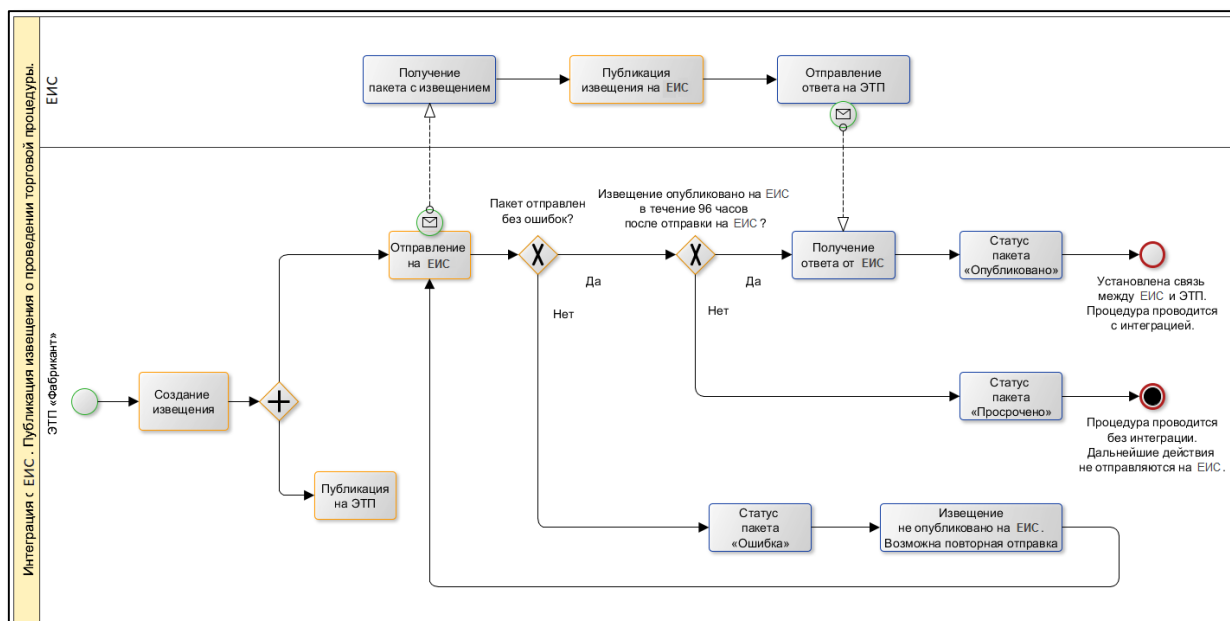 Интеграция с ЕИС . Публикация извещения о проведении торговой процедуры.
ЕИС
Получение
пакета с извещением
Публикация
извещения на ЕИС
Отправление
ответа на ЭТП
ЭТП «Фабрикант»
Создание
извещения
Публикация
на ЭТП
Отправление
на ЕИС
Пакет отправлен
без ошибок?
Да
Нет
Извещение опубликовано на ЕИС
в течение 96 часов
после отправки на ЕИС ?
Да
Нет
Получение
ответа от ЕИС
Статус
пакета
«Опубликовано»
Установлена связь
между ЕИС и ЭТП.
Процедура проводится
с интеграцией.
Статус
пакета
«Просрочено»
Процедура проводится
без интеграции.
Дальнейшие действия
не отправляются на ЕИС.
Статус
пакета
«Ошибка»
Извещение
не опубликовано на ЕИС.
Возможна повторная отправка